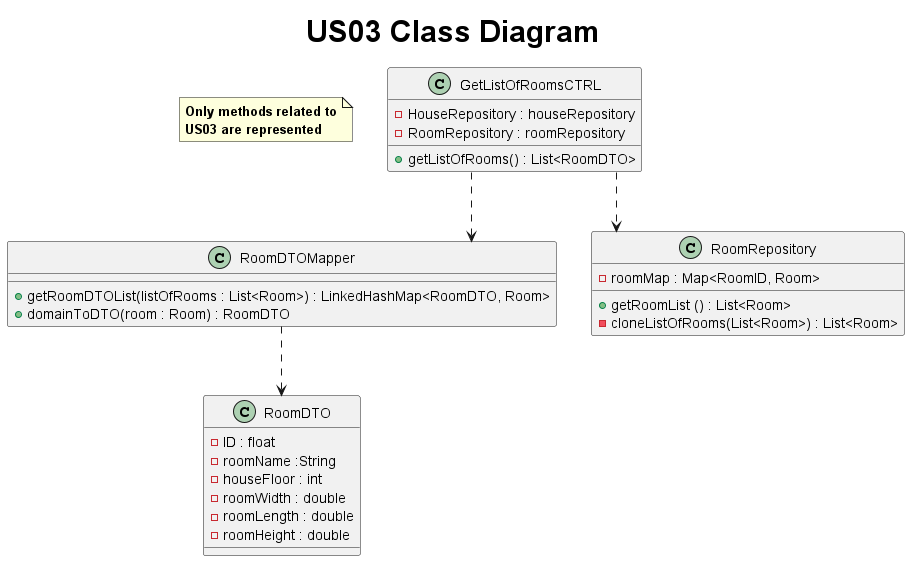 US03 Class Diagram
Only methods related to
US03 are represented
C GetListOfRoomsCTRL
HouseRepository : houseRepository
RoomRepository : roomRepository
getListOfRooms() : List<RoomDTO>
C RoomDTOMapper
getRoomDTOList(listOfRooms : List<Room>) : LinkedHashMap<RoomDTO, Room>
domainToDTO(room : Room) : RoomDTO
C RoomRepository
roomMap : Map<RoomID, Room>
getRoomList () : List<Room>
cloneListOfRooms(List<Room>) : List<Room>
C RoomDTO
ID : float
roomName :String
houseFloor : int
roomWidth : double
roomLength : double
roomHeight : double